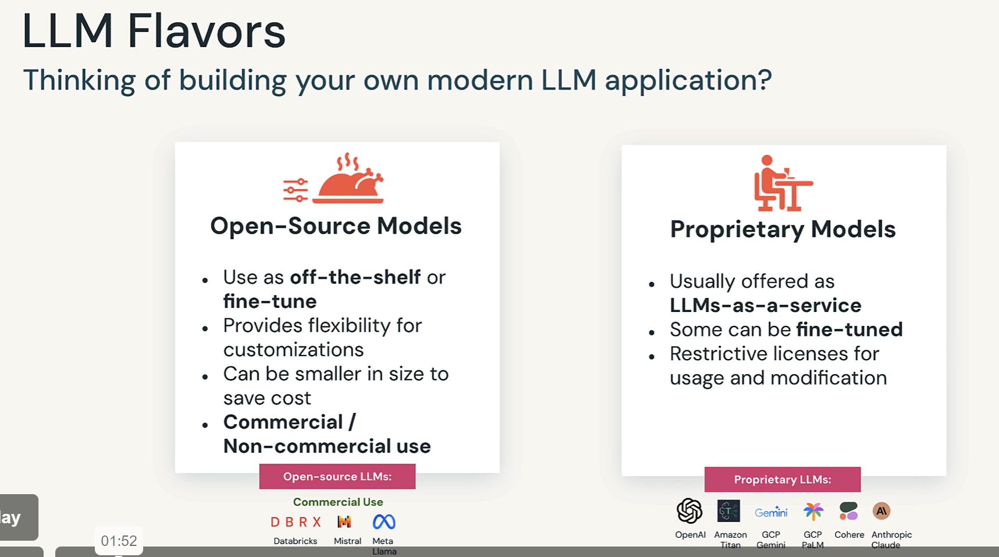 LLM Flavors
Thinking of building your own modern LLM application?
Open-Source Models
• Use as off-the-shelf or
fine-tune
• Provides flexibility for
customizations
• Can be smaller in size to
save cost
• Commercial /
Non-commercial use
Open-source LLMs:
Commercial Use
DBRX
Databricks
Mistral
Meta
Llama
Proprietary Models
• Usually offered as
LLMs-as-a-service
• Some can be fine-tuned
• Restrictive licenses for
usage and modification
Proprietary LLMs:
Gemini
OpenAI
Amazon
Titan
GCP
Gemini
GCP
PaLM
Cohere
Anthropic
Claude
01:52